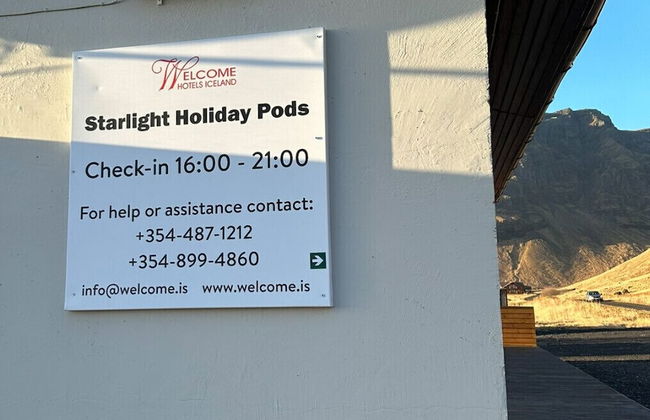 WELCOME
HOTELS ICELAND
Starlight Holiday Pods
Check-in 16:00 - 21:00
For help or assistance contact:
+354-487-1212
+354-899-4860
info@welcome.is www.welcome.is